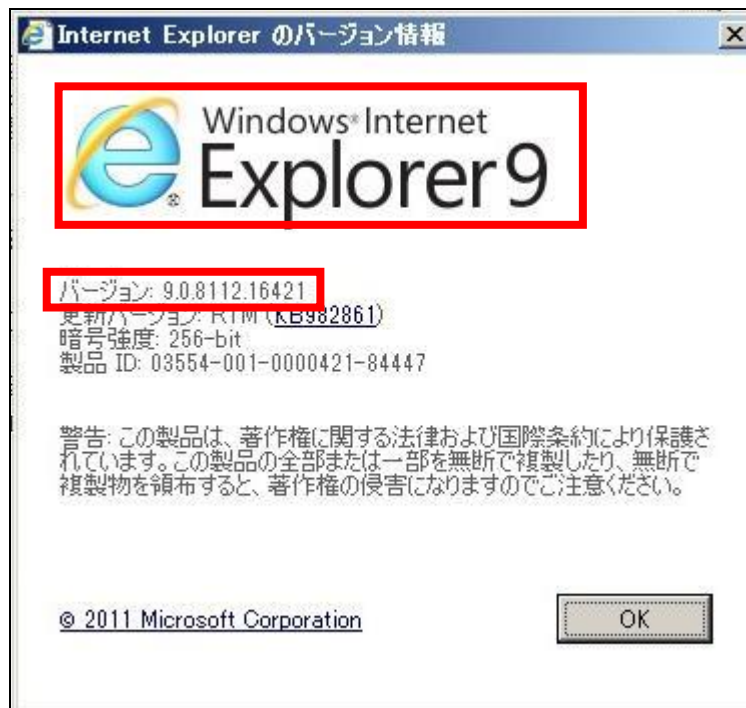 Internet Explorer のバージョン情報
Windows® Internet
Explorer 9
バージョン: 9.0.8112.16421
更新バージョン: RTM (KB982861)
暗号強度: 256-bit
製品 ID: 03554-001-0000421-84447
警告: この製品は、著作権に関する法律および国際条約により保護さ
れています。この製品の全部または一部を無断で複製したり、無断で
複製物を頒布すると、著作権の侵害になりますのでご注意ください。
© 2011 Microsoft Corporation
OK